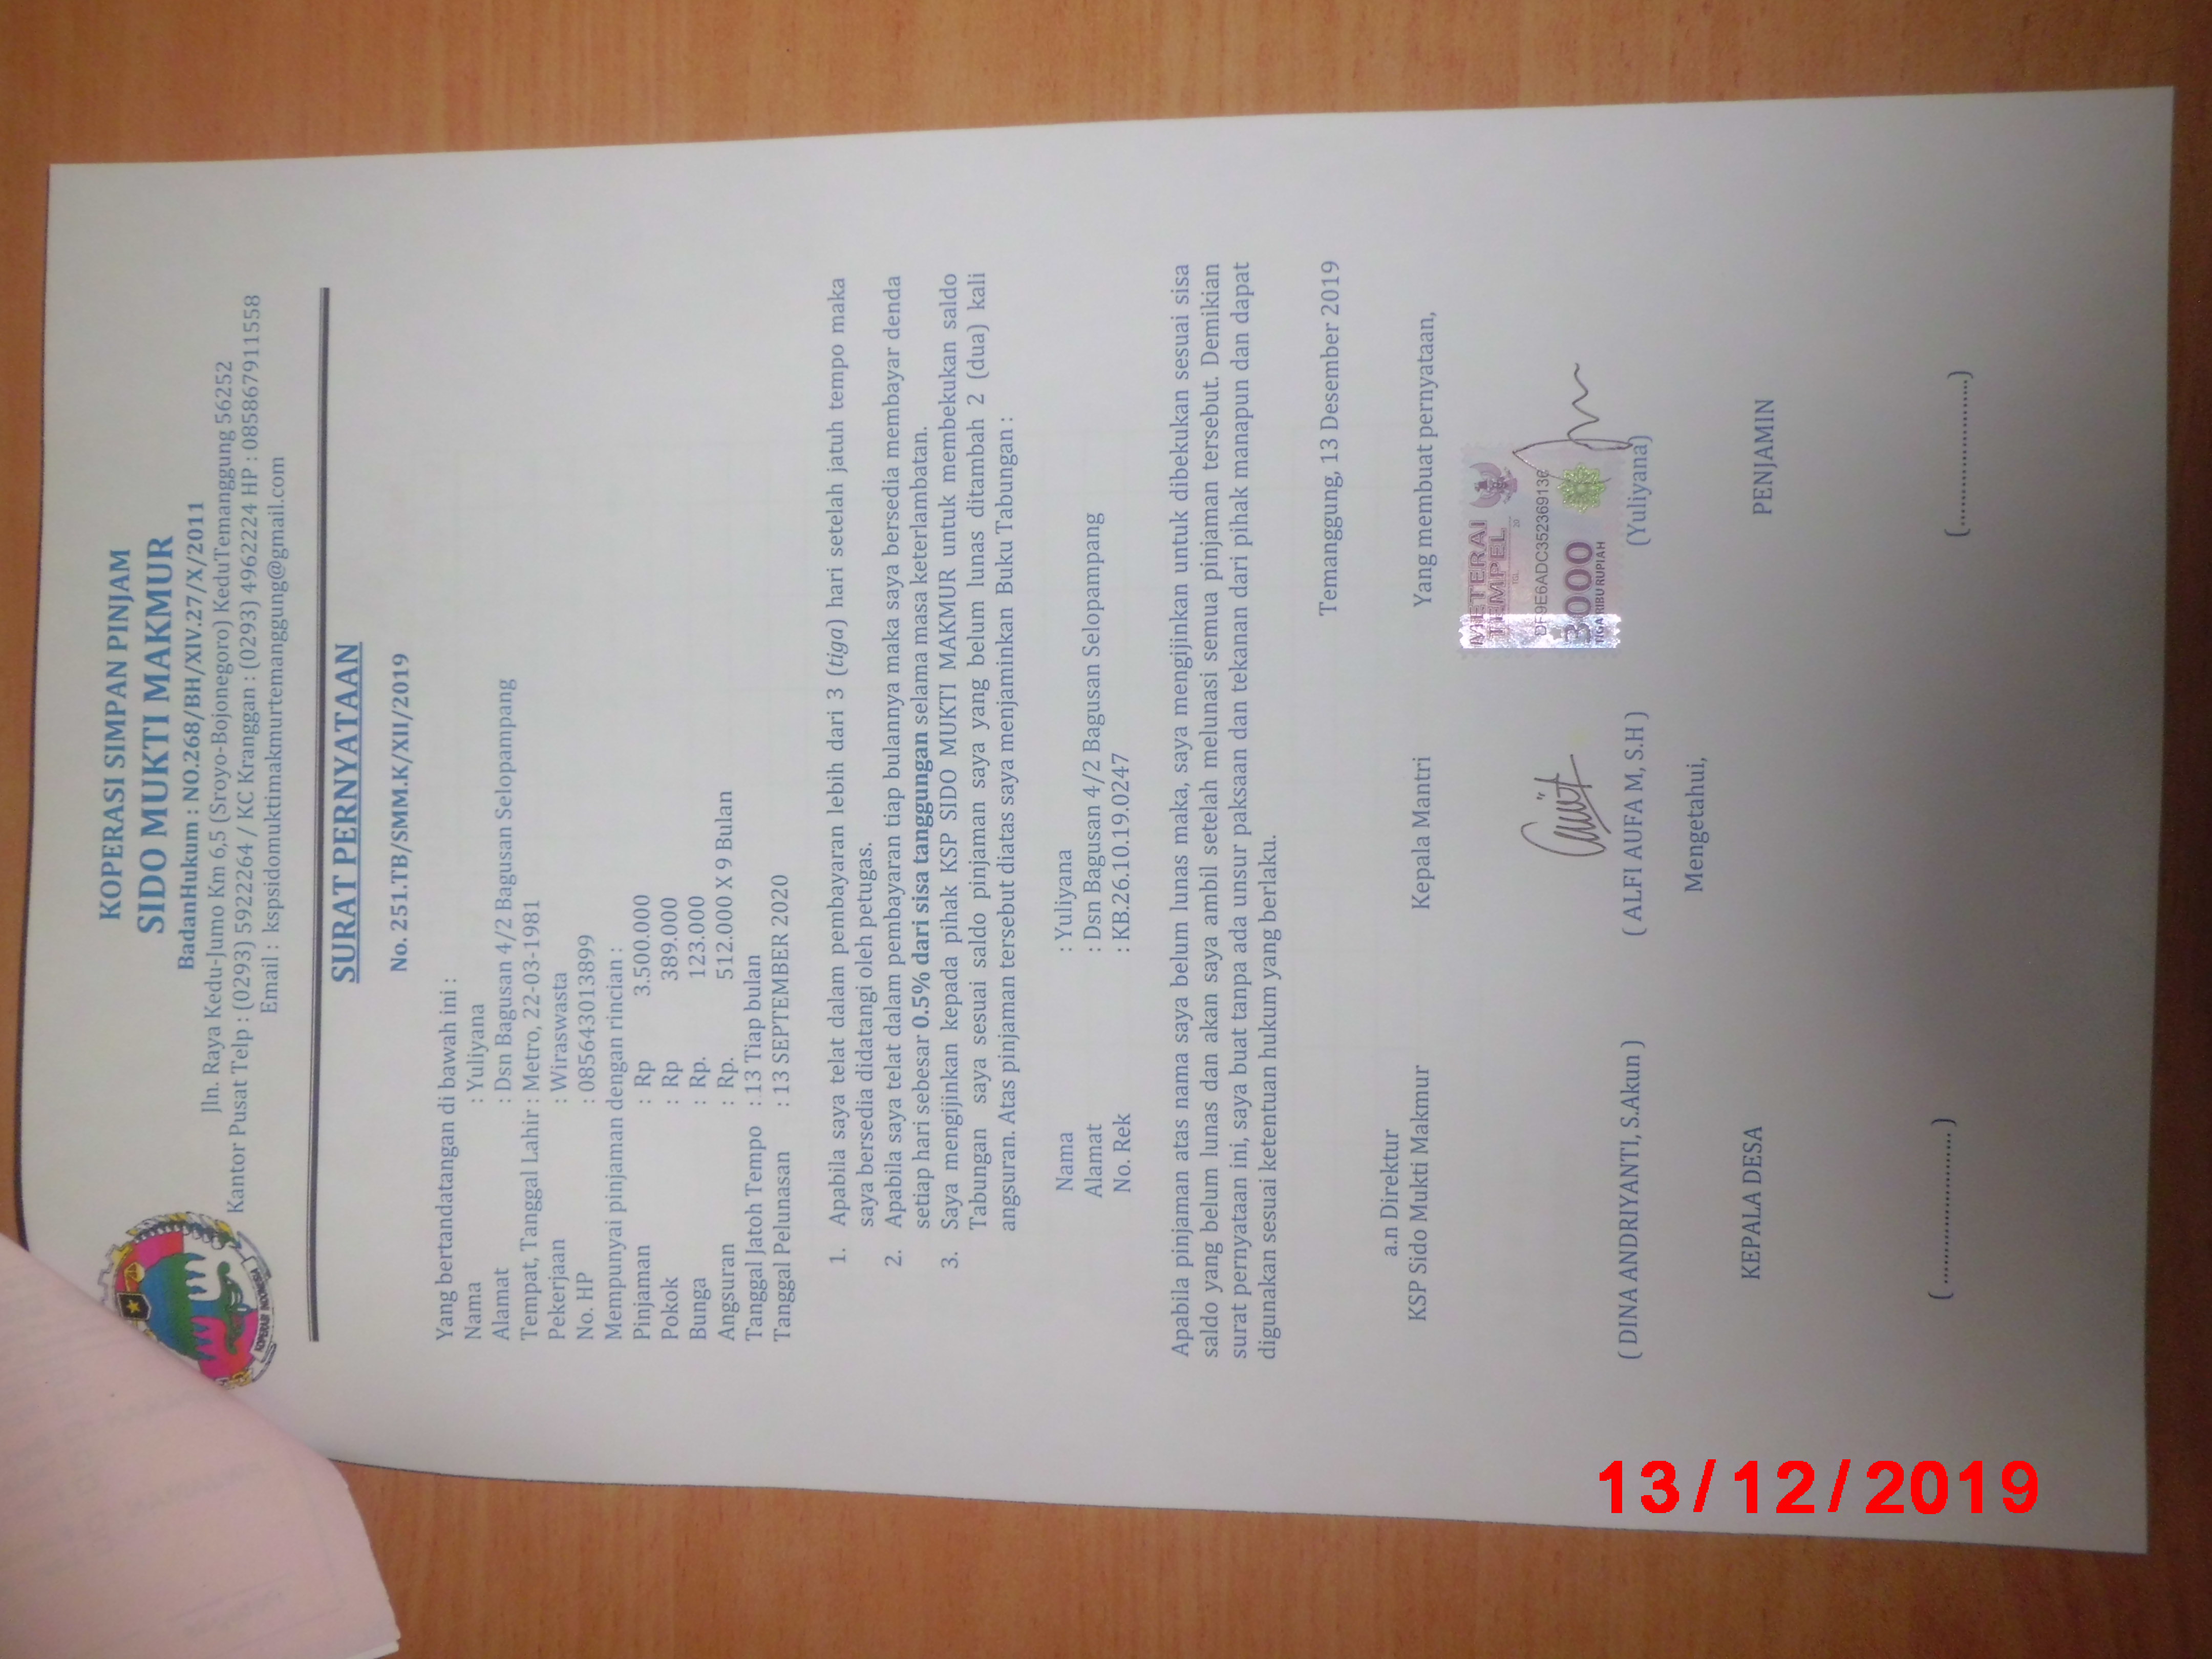 KOPERASI SIMPAN PINJAM
SIDO MUKTI MAKMUR
BadanHukum : NO.268/BH/XIV.27/X/2011
Jln. Raya Kedu-Jumo Km 6,5 (Sroyo-Bojonegoro) KeduTemanggung 56252
Kantor Pusat Telp : (0293) 5922264 / KC Kranggan : (0293) 4962224 HP : 085867911558
Email : kspsidomuktimakmurtemanggung@gmail.com
KOPERASI INDONESIA
SURAT PERNYATAAN
No. 251.TB/SMM.K/XII/2019
Yang bertandatangan di bawah ini :
Nama : Yuliyana
Alamat : Dsn Bagusan 4/2 Bagusan Selopampang
Tempat, Tanggal Lahir : Metro, 22-03-1981
Pekerjaan : Wiraswasta
No. HP : 085643013899
Mempunyai pinjaman dengan rincian :
Pinjaman : Rp 3.500.000
Pokok : Rp 389.000
Bunga : Rp. 123.000
Angsuran : Rp. 512.000 X 9 Bulan
Tanggal Jatoh Tempo : 13 Tiap bulan
Tanggal Pelunasan : 13 SEPTEMBER 2020
1. Apabila saya telat dalam pembayaran lebih dari 3 (tiga) hari setelah jatuh tempo maka
saya bersedia didatangi oleh petugas.
2. Apabila saya telat dalam pembayaran tiap bulannya maka saya bersedia membayar denda
setiap hari sebesar 0.5% dari sisa tanggungan selama masa keterlambatan.
3. Saya mengijinkan kepada pihak KSP SIDO MUKTI MAKMUR untuk membekukan saldo
Tabungan saya sesuai saldo pinjaman saya yang belum lunas ditambah 2 (dua) kali
angsuran. Atas pinjaman tersebut diatas saya menjaminkan Buku Tabungan :
Nama : Yuliyana
Alamat : Dsn Bagusan 4/2 Bagusan Selopampang
No. Rek : KB.26.10.19.0247
Apabila pinjaman atas nama saya belum lunas maka, saya mengijinkan untuk dibekukan sesuai sisa
saldo yang belum lunas dan akan saya ambil setelah melunasi semua pinjaman tersebut. Demikian
surat pernyataan ini, saya buat tanpa ada unsur paksaan dan tekanan dari pihak manapun dan dapat
digunakan sesuai ketentuan hukum yang berlaku.
Temanggung, 13 Desember 2019
a.n Direktur
KSP Sido Mukti Makmur Kepala Mantri Yang membuat pernyataan,
METERAI
TEMPEL
TGL 20
3000
TIGA RIBU RUPIAH
( DINA ANDRIYANTI, S.Akun ) ( ALFI AUFA M, S.H ) (Yuliyana)
Mengetahui,
KEPALA DESA PENJAMIN
( ..................... ) (.....................)
13/12/2019